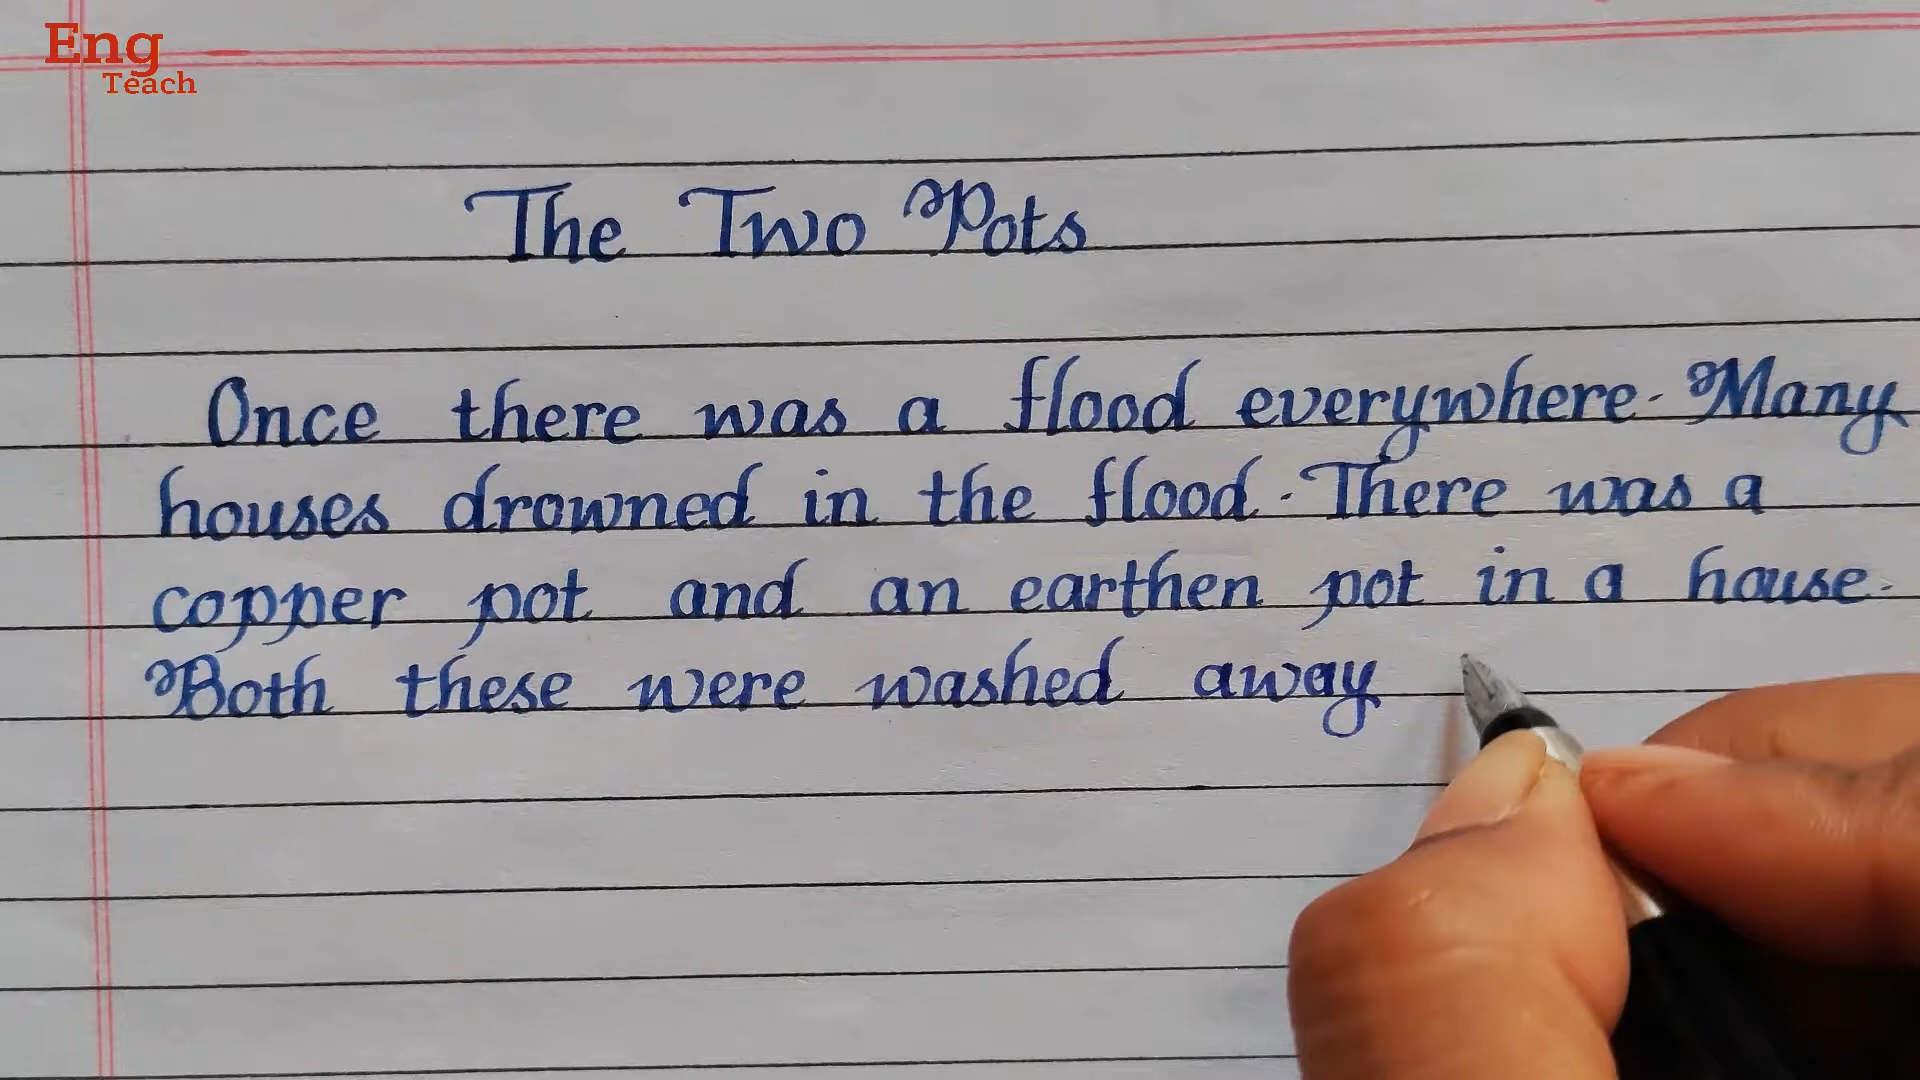 Eng
Teach
The Two Pots
Once there was a flood everywhere. Many
houses drowned in the flood. There was a
copper pot and an earthen pot in a house.
Both these were washed away